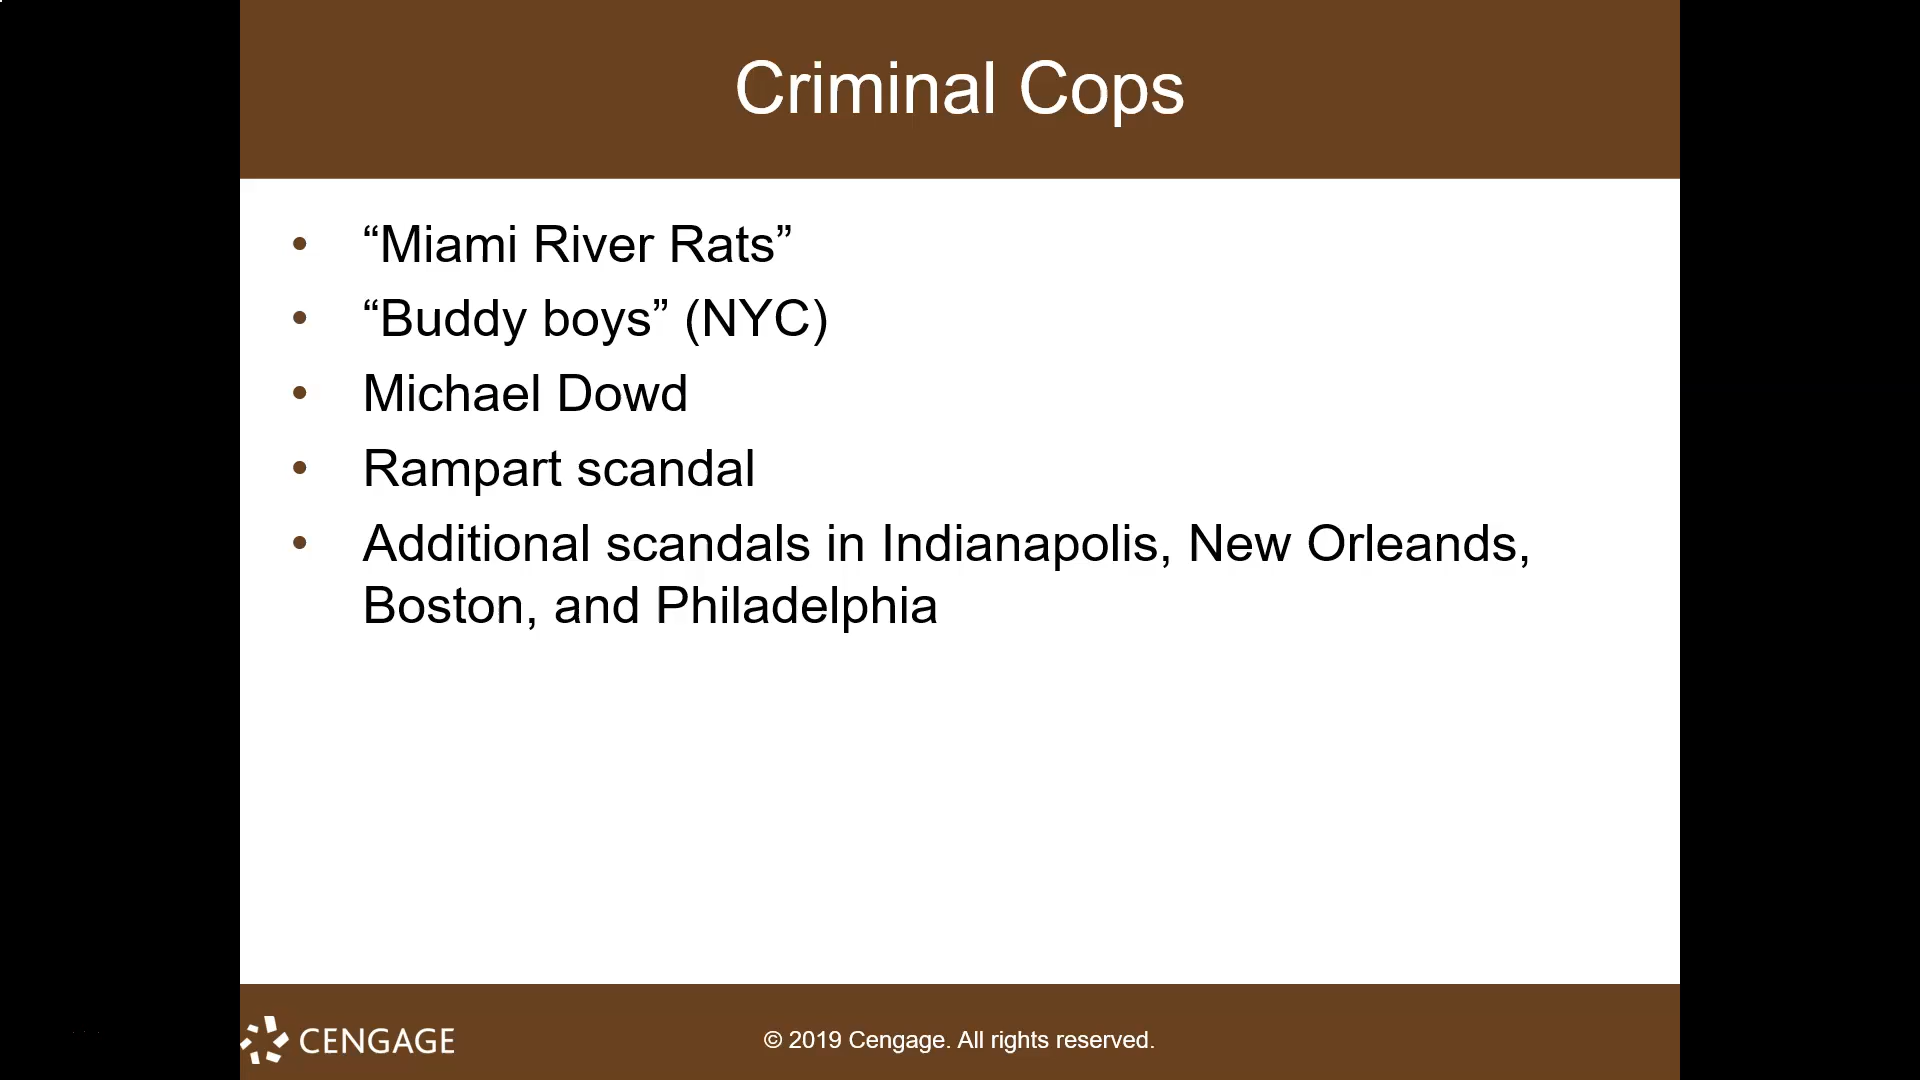 Criminal Cops
• “Miami River Rats”
• “Buddy boys” (NYC)
• Michael Dowd
• Rampart scandal
• Additional scandals in Indianapolis, New Orleands,
Boston, and Philadelphia
CENGAGE
© 2019 Cengage. All rights reserved.